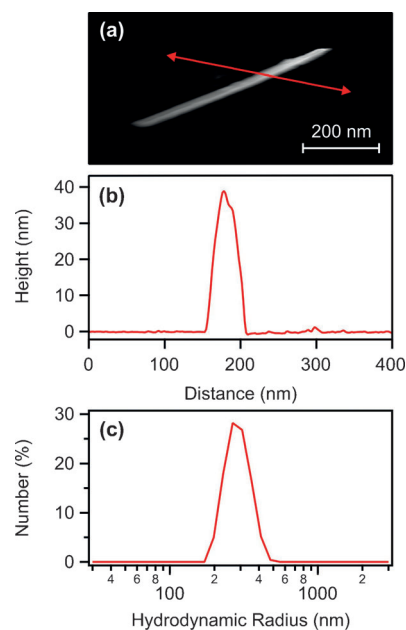 (a)
200 nm
(b)
Height (nm)
40
30
20
10
0
0 100 200 300 400
Distance (nm)
(c)
Number (%)
30
20
10
0
4 6 8 100 2 4 6 8 1000 2
Hydrodynamic Radius (nm)